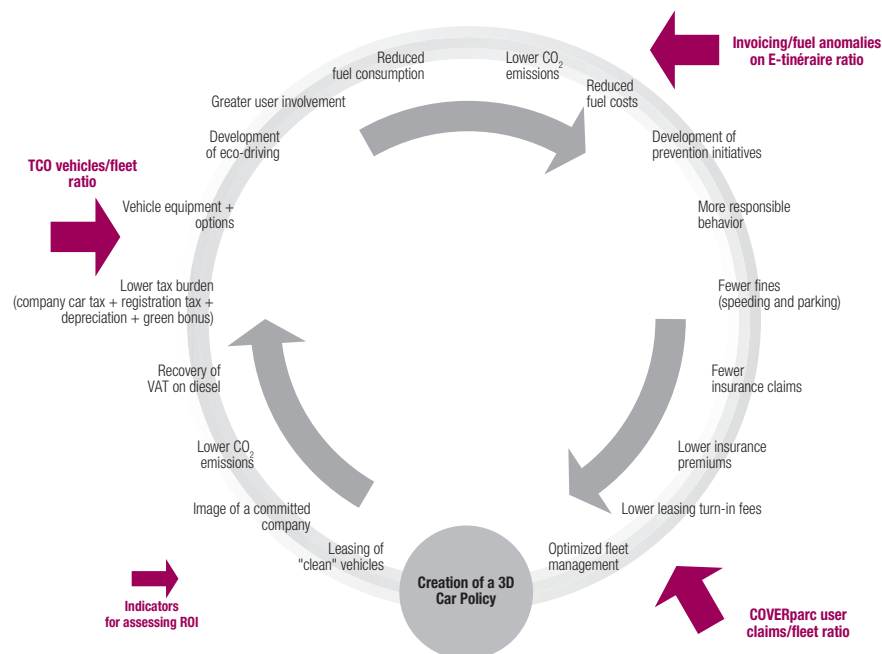 Invoicing/fuel anomalies
on E-tinéraire ratio
Reduced
fuel consumption
Lower CO₂
emissions
Reduced
fuel costs
Greater user involvement
Development
of eco-driving
Development of
prevention initiatives
TCO vehicles/fleet
ratio
Vehicle equipment +
options
More responsible
behavior
Lower tax burden
(company car tax + registration tax +
depreciation + green bonus)
Fewer fines
(speeding and parking)
Recovery of
VAT on diesel
Fewer
insurance claims
Lower CO₂
emissions
Lower insurance
premiums
Image of a committed
company
Lower leasing turn-in fees
Leasing of
"clean" vehicles
Optimized fleet
management
Creation of a 3D
Car Policy
Indicators
for assessing ROI
COVERparc user
claims/fleet ratio